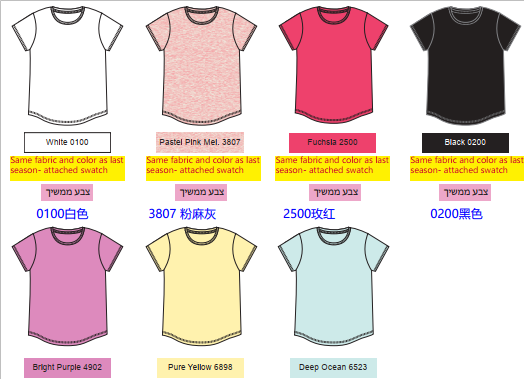 White 0100
Pastel Pink Mel. 3807
Fuchsia 2500
Black 0200
Same fabric and color as last
season- attached swatch
Same fabric and color as last
season- attached swatch
Same fabric and color as last
season- attached swatch
Same fabric and color as last
season- attached swatch
צבע ממשיך
צבע ממשיך
צבע ממשיך
צבע ממשיך
0100白色
3807 粉麻灰
2500玫红
0200黑色
Bright Purple 4902
Pure Yellow 6898
Deep Ocean 6523